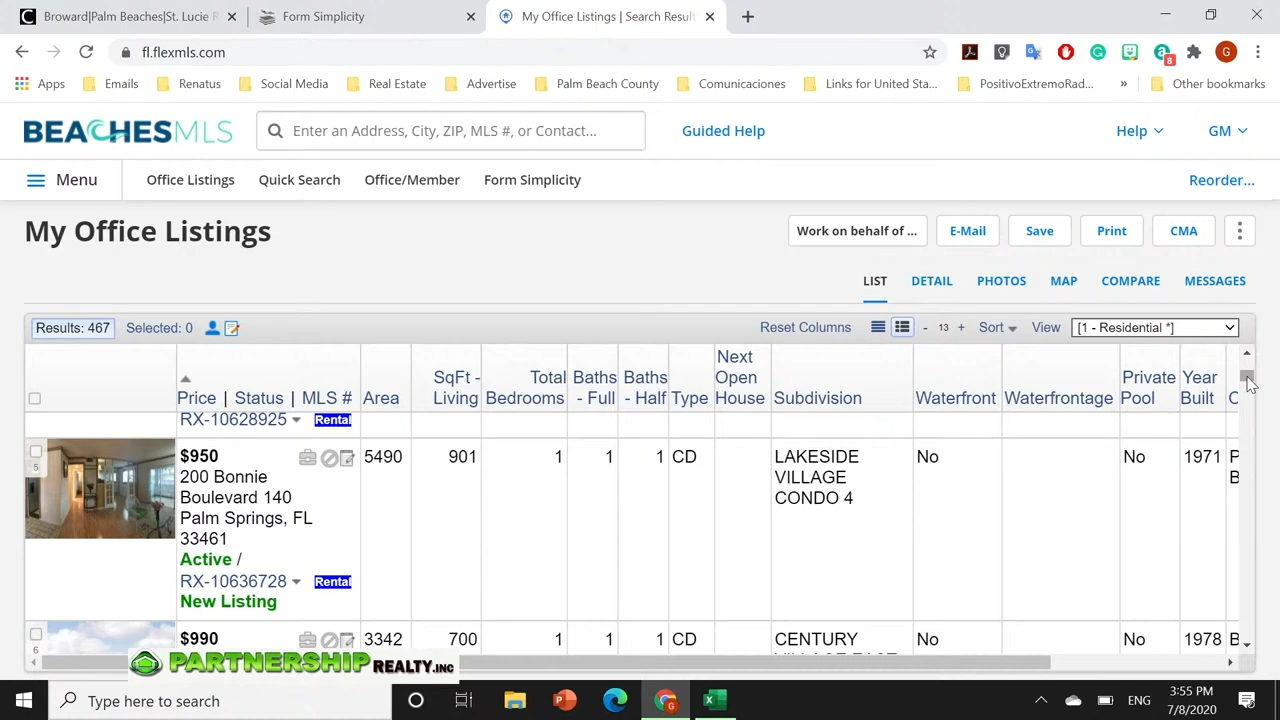 Broward|Palm Beaches|St. Lucie R
Form Simplicity
My Office Listings | Search Result
fl.flexmls.com
8
G
Apps
Emails
Renatus
Social Media
Real Estate
Advertise
Palm Beach County
Comunicaciones
Links for United Sta...
PositivoExtremoRad...
»
Other bookmarks
BEACHESMLS
Enter an Address, City, ZIP, MLS #, or Contact...
Guided Help
Help
GM
Menu
Office Listings
Quick Search
Office/Member
Form Simplicity
Reorder...
My Office Listings
Work on behalf of ...
E-Mail
Save
Print
CMA
LIST
DETAIL
PHOTOS
MAP
COMPARE
MESSAGES
Results: 467
Selected: 0
Reset Columns
- 13 +
Sort
View
[1 - Residential *]
Price | Status | MLS #
Area
SqFt -
Living
Total
Bedrooms
Baths
- Full
Baths
- Half
Type
Next
Open
House
Subdivision
Waterfront
Waterfrontage
Private
Pool
Year
Built
C
RX-10628925
Rental
5
$950
200 Bonnie
Boulevard 140
Palm Springs, FL
33461
Active /
RX-10636728
Rental
New Listing
5490
901
1
1
1
CD
LAKESIDE
VILLAGE
CONDO 4
No
No
1971
P
B
6
$990
3342
700
1
1
1
CD
CENTURY
VILLAGE EAST
No
No
1978
B
PARTNERSHIP REALTY.INC
Type here to search
ENG
3:55 PM
7/8/2020